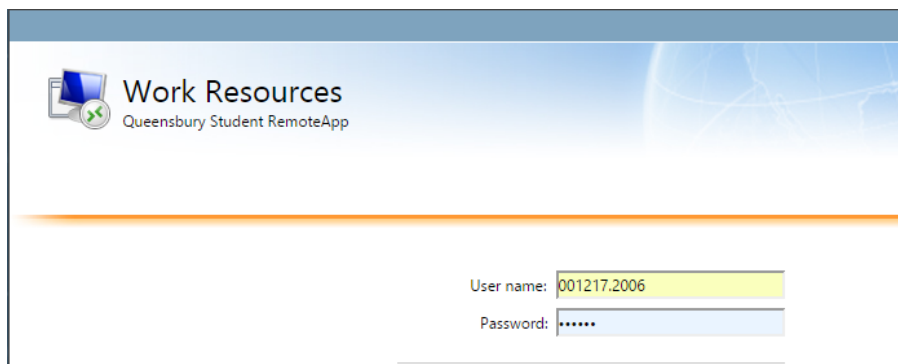 Work Resources
Queensbury Student RemoteApp
User name: 001217.2006
Password: ••••••